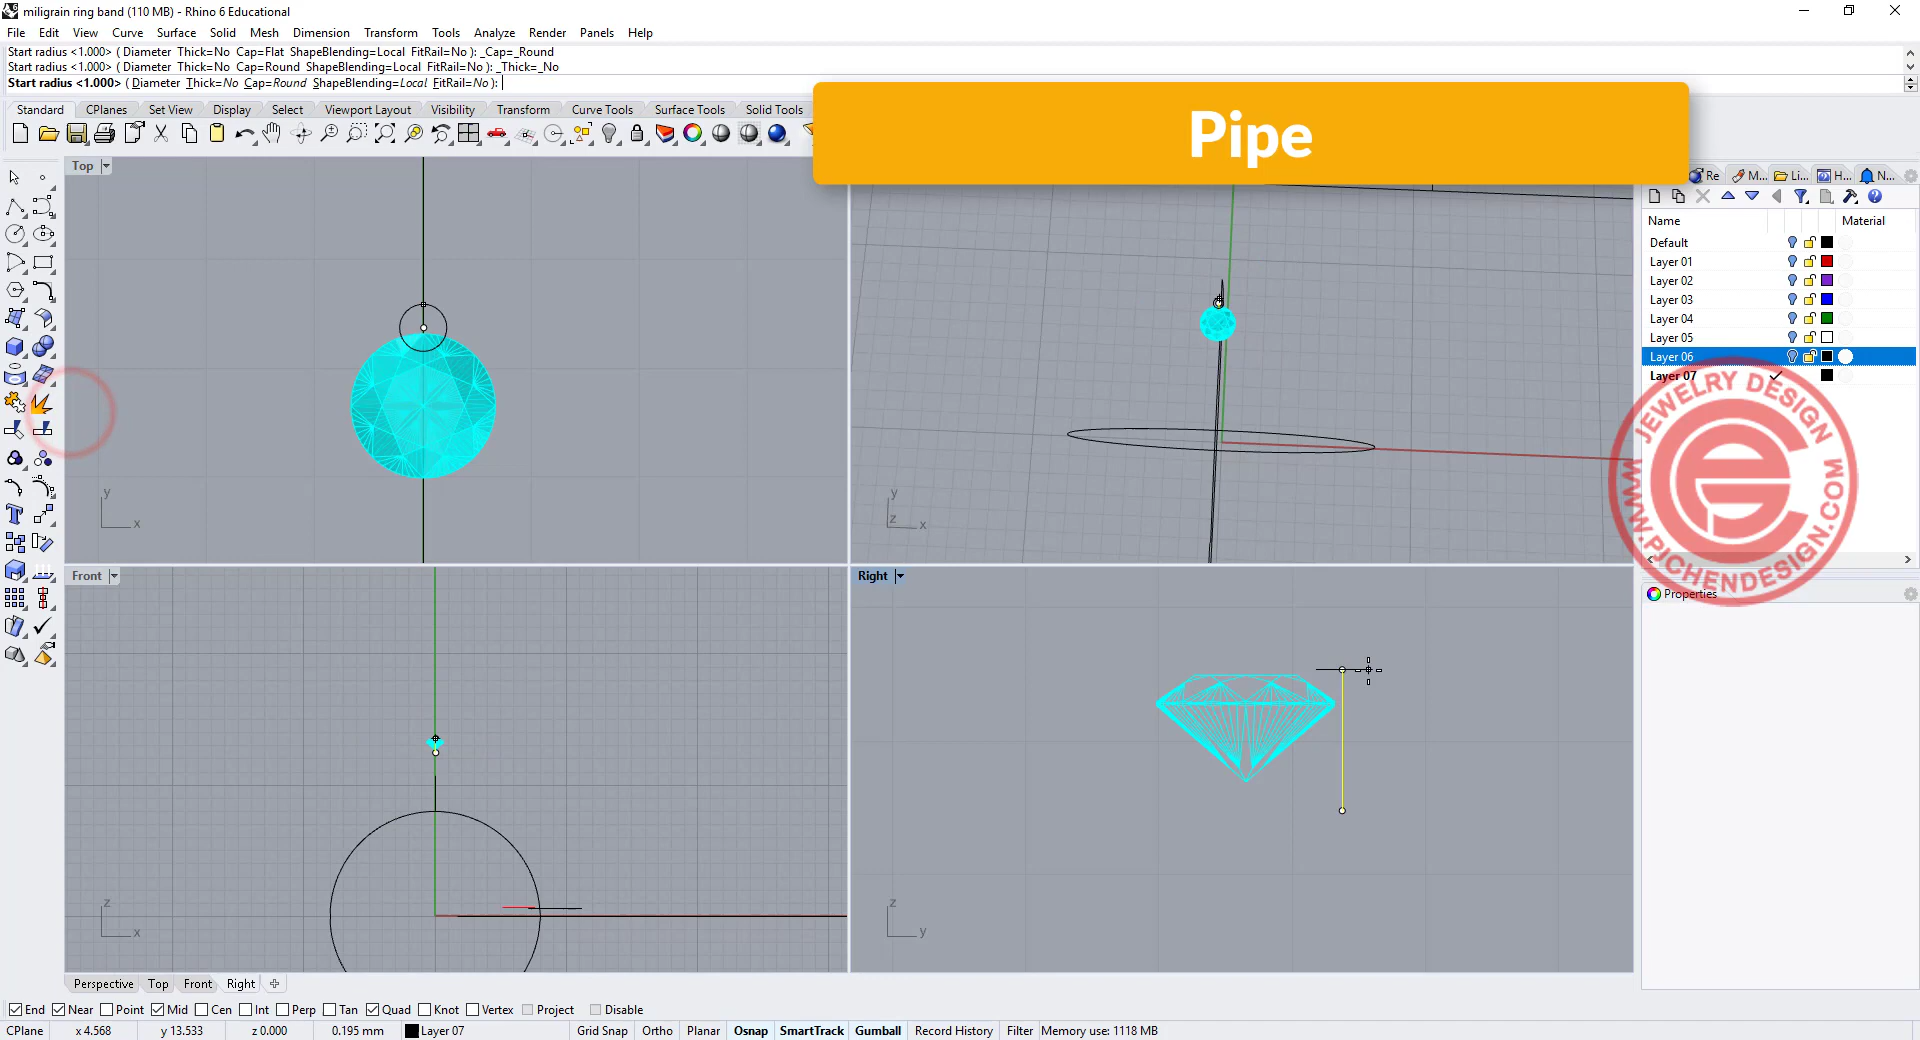 miligrain ring band (110 MB) - Rhino 6 Educational
File Edit View Curve Surface Solid Mesh Dimension Transform Tools Analyze Render Panels Help
Start radius <1.000> ( Diameter Thick=No Cap=Flat ShapeBlending=Local FitRail=No ): _Cap=_Round
Start radius <1.000> ( Diameter Thick=No Cap=Round ShapeBlending=Local FitRail=No ): _Thick=_No
Start radius <1.000> ( Diameter Thick=No Cap=Round ShapeBlending=Local FitRail=No ):
Standard CPlanes Set View Display Select Viewport Layout Visibility Transform Curve Tools Surface Tools Solid Tools
Pipe
Top
Re M... Li... H... N...
Name Material
Default
Layer 01
Layer 02
Layer 03
Layer 04
Layer 05
Layer 06
Layer 07
JEWELRY DESIGN
WWW.PJCHENDESIGN.COM
y
x
y
z
x
Front
Right
Properties
z
x
z
y
Perspective Top Front Right
End Near Point Mid Cen Int Perp Tan Quad Knot Vertex Project Disable
CPlane x 4.568 y 13.533 z 0.000 0.195 mm Layer 07 Grid Snap Ortho Planar Osnap SmartTrack Gumball Record History Filter Memory use: 1118 MB